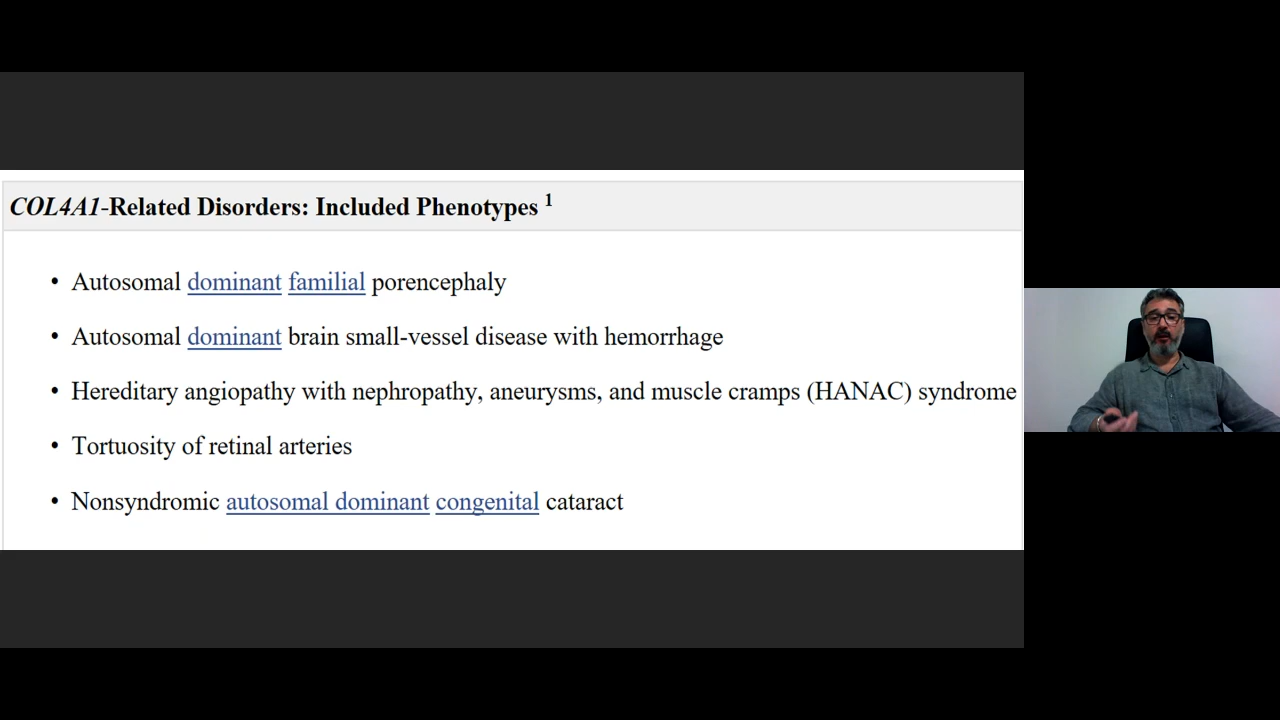 COL4A1-Related Disorders: Included Phenotypes 1
• Autosomal dominant familial porencephaly
• Autosomal dominant brain small-vessel disease with hemorrhage
• Hereditary angiopathy with nephropathy, aneurysms, and muscle cramps (HANAC) syndrome
• Tortuosity of retinal arteries
• Nonsyndromic autosomal dominant congenital cataract